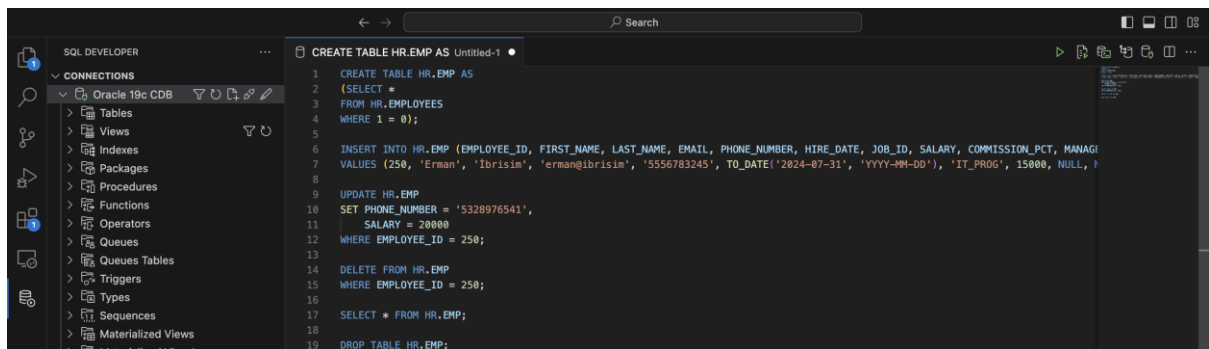 Search
SQL DEVELOPER
CONNECTIONS
Oracle 19c CDB
Tables
Views
Indexes
Packages
Procedures
Functions
Operators
Queues
Queues Tables
Triggers
Types
Sequences
Materialized Views
1
1
CREATE TABLE HR.EMP AS Untitled-1
1 CREATE TABLE HR.EMP AS
2 (SELECT *
3 FROM HR.EMPLOYEES
4 WHERE 1 = 0);
5
6 INSERT INTO HR.EMP (EMPLOYEE_ID, FIRST_NAME, LAST_NAME, EMAIL, PHONE_NUMBER, HIRE_DATE, JOB_ID, SALARY, COMMISSION_PCT, MANAGE
7 VALUES (250, 'Erman', 'İbrisim', 'erman@ibrisim', '5556783245', TO_DATE('2024-07-31', 'YYYY-MM-DD'), 'IT_PROG', 15000, NULL,
8
9 UPDATE HR.EMP
10 SET PHONE_NUMBER = '5328976541',
11 SALARY = 20000
12 WHERE EMPLOYEE_ID = 250;
13
14 DELETE FROM HR.EMP
15 WHERE EMPLOYEE_ID = 250;
16
17 SELECT * FROM HR.EMP;
18
19 DROP TABLE HR.EMP;